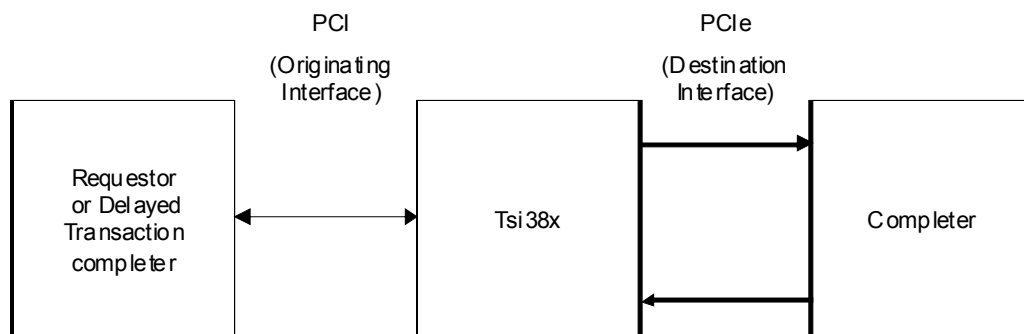 PCI
(Originating
Interface)
PCIe
(Destination
Interface)
Requestor
or Delayed
Transaction
completer
Tsi38x
Completer